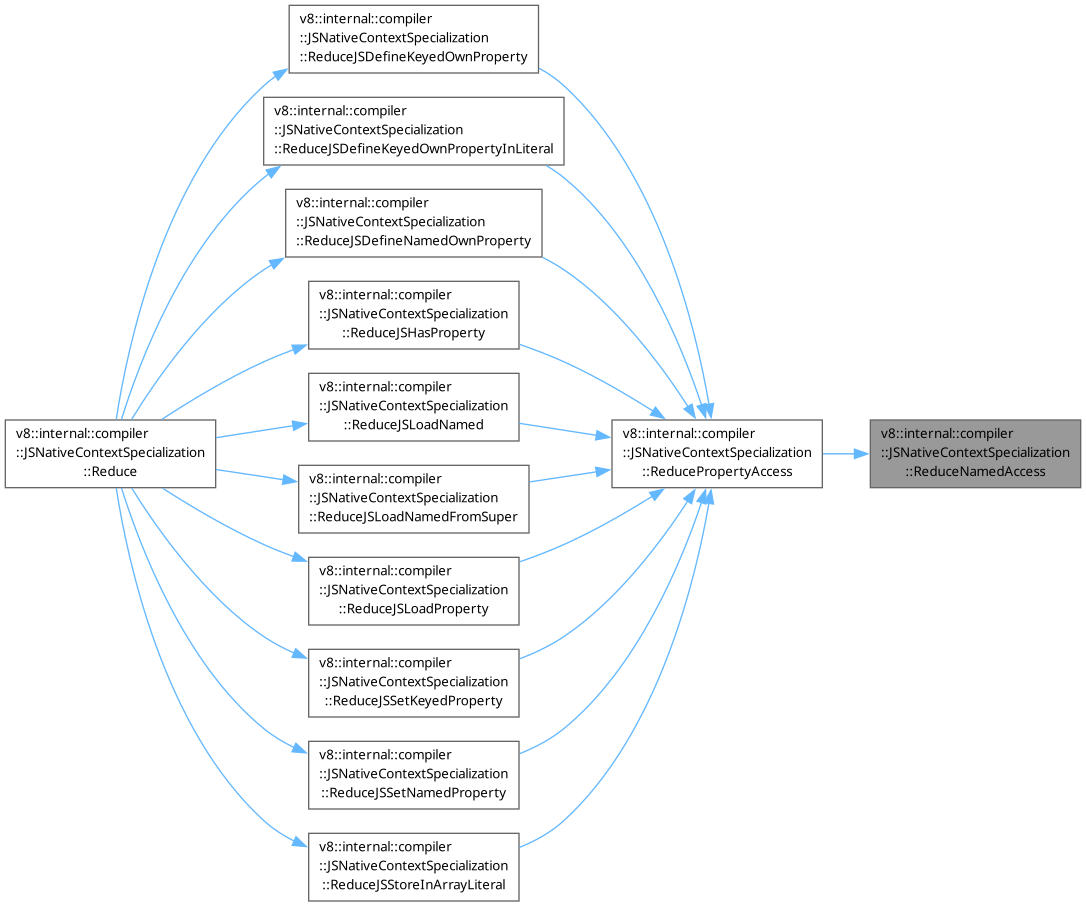 v8::internal::compiler
::JSNativeContextSpecialization
::ReduceJSDefineKeyedOwnProperty
v8::internal::compiler
::JSNativeContextSpecialization
::ReduceJSDefineKeyedOwnPropertyInLiteral
v8::internal::compiler
::JSNativeContextSpecialization
::ReduceJSDefineNamedOwnProperty
v8::internal::compiler
::JSNativeContextSpecialization
::ReduceJSHasProperty
v8::internal::compiler
::JSNativeContextSpecialization
::ReduceJSLoadNamed
v8::internal::compiler
::JSNativeContextSpecialization
::Reduce
v8::internal::compiler
::JSNativeContextSpecialization
::ReducePropertyAccess
v8::internal::compiler
::JSNativeContextSpecialization
::ReduceNamedAccess
v8::internal::compiler
::JSNativeContextSpecialization
::ReduceJSLoadNamedFromSuper
v8::internal::compiler
::JSNativeContextSpecialization
::ReduceJSLoadProperty
v8::internal::compiler
::JSNativeContextSpecialization
::ReduceJSSetKeyedProperty
v8::internal::compiler
::JSNativeContextSpecialization
::ReduceJSSetNamedProperty
v8::internal::compiler
::JSNativeContextSpecialization
::ReduceJSStoreInArrayLiteral